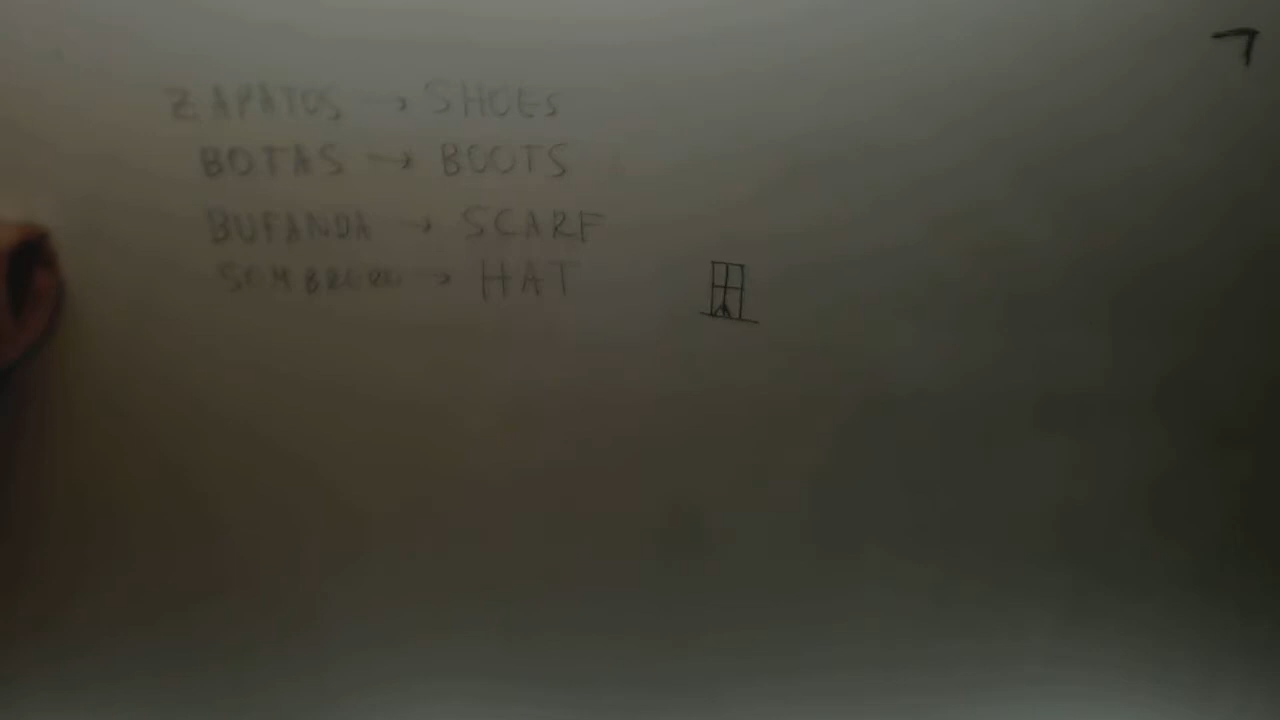 ZAPATOS → SHOES
BOTAS → BOOTS
BUFANDA → SCARF
SOMBRERO → HAT